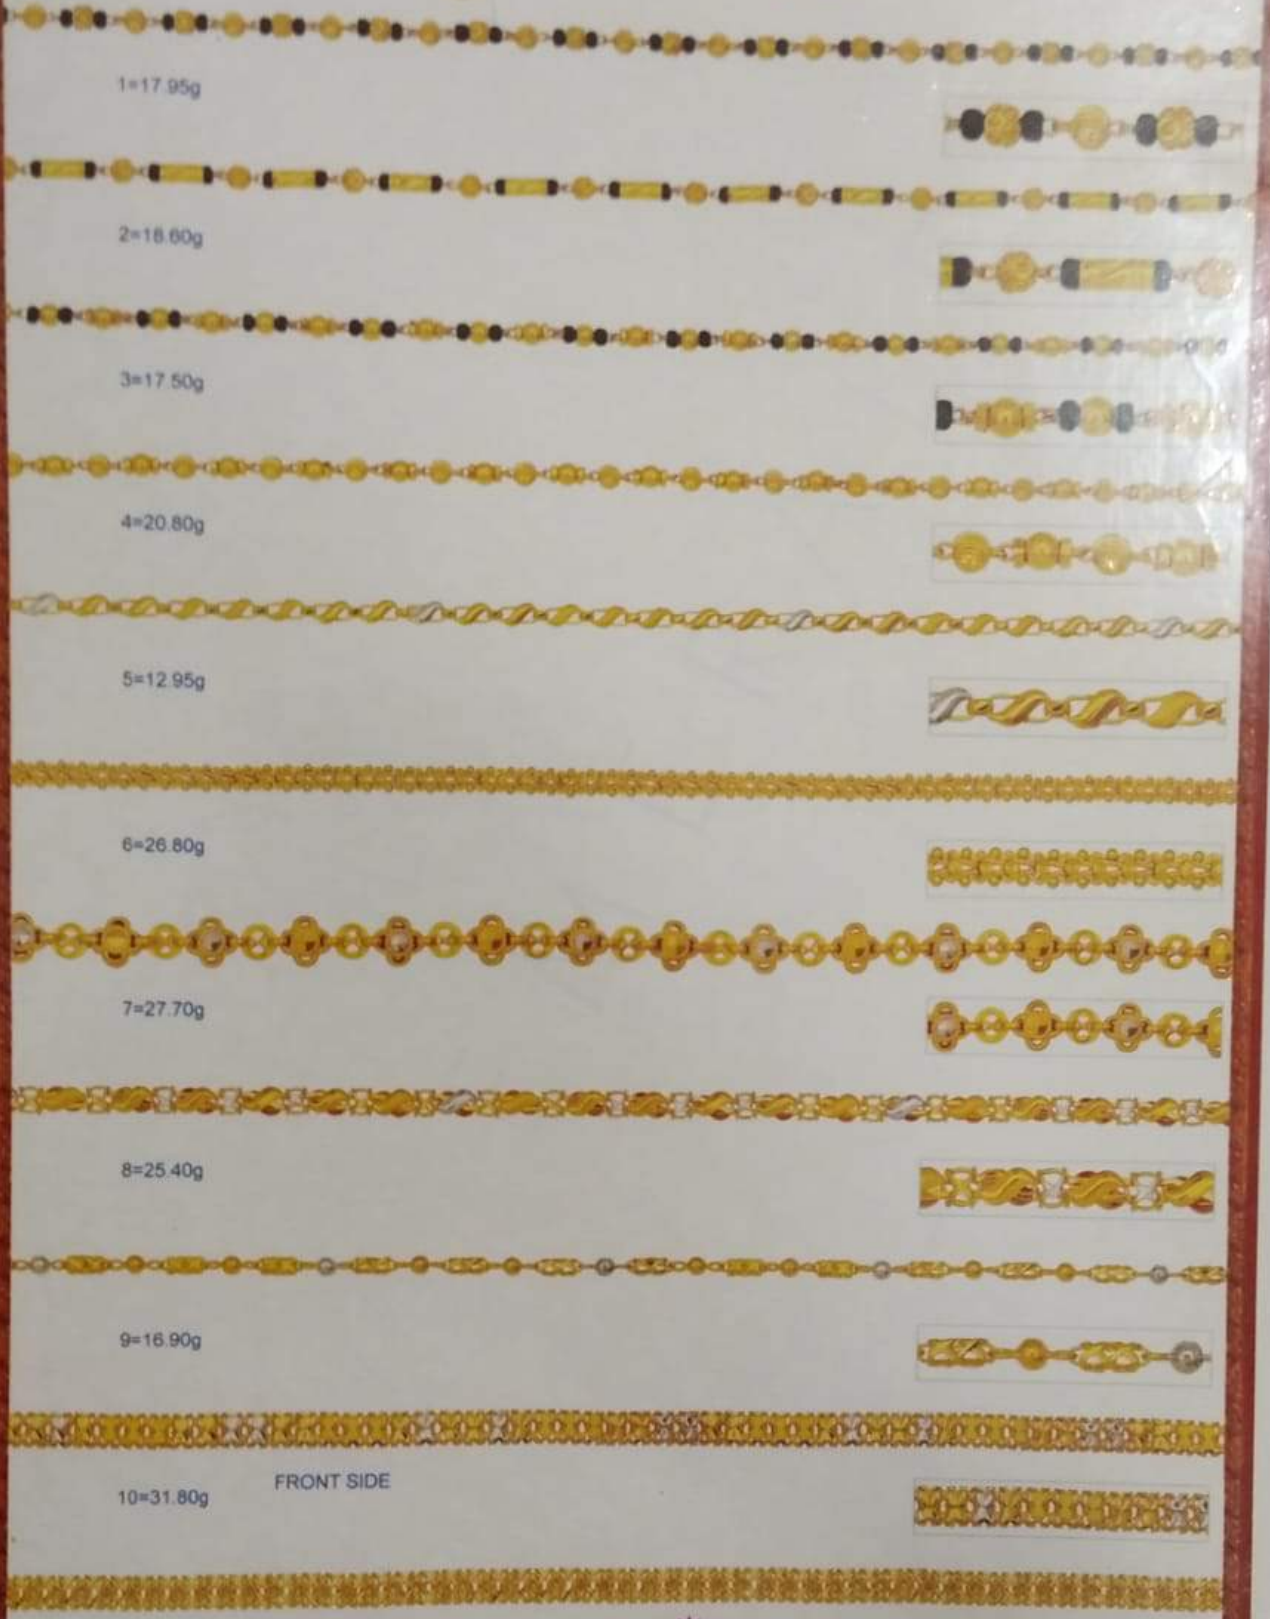 1=17.95g
2=18.60g
3=17.50g
4=20.80g
5=12.95g
6=26.80g
7=27.70g
8=25.40g
9=16.90g
FRONT SIDE
10=31.80g